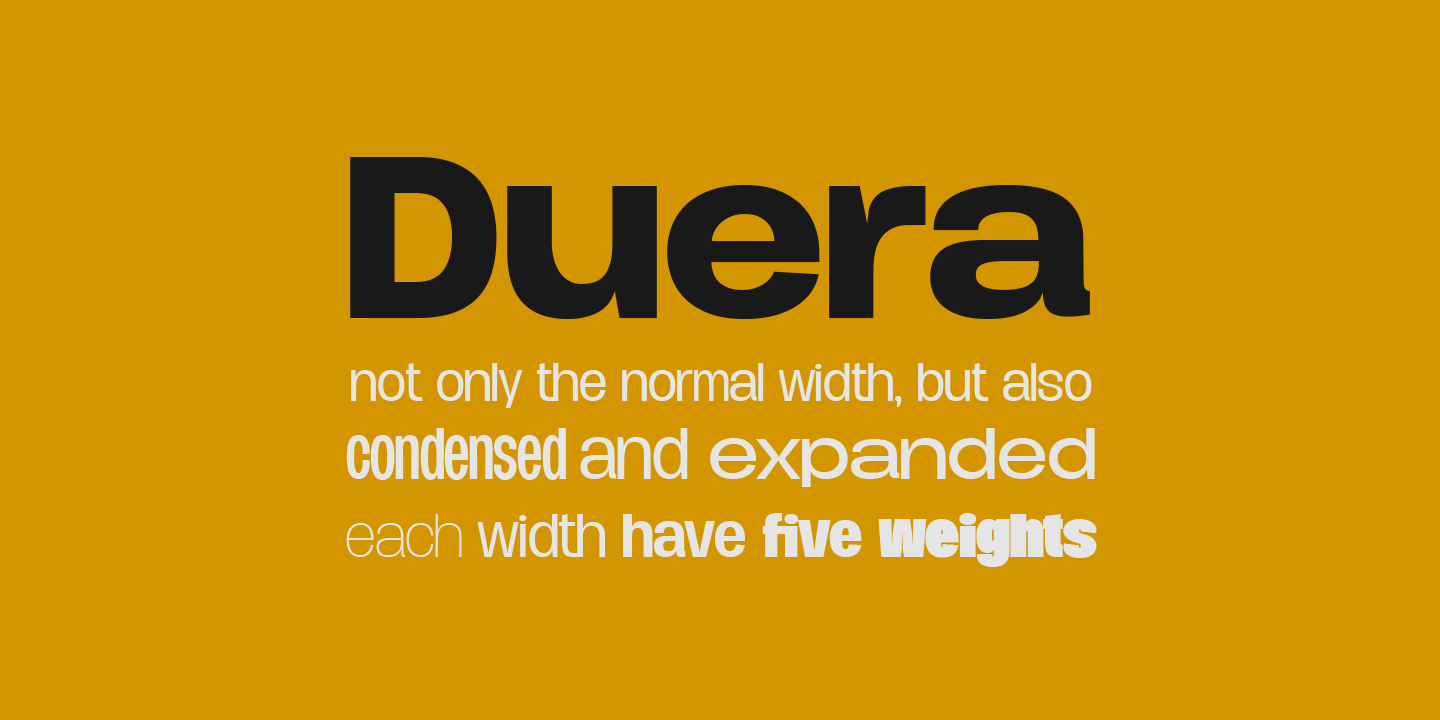 Duera
not only the normal width, but also
condensed and expanded
each width have five weights